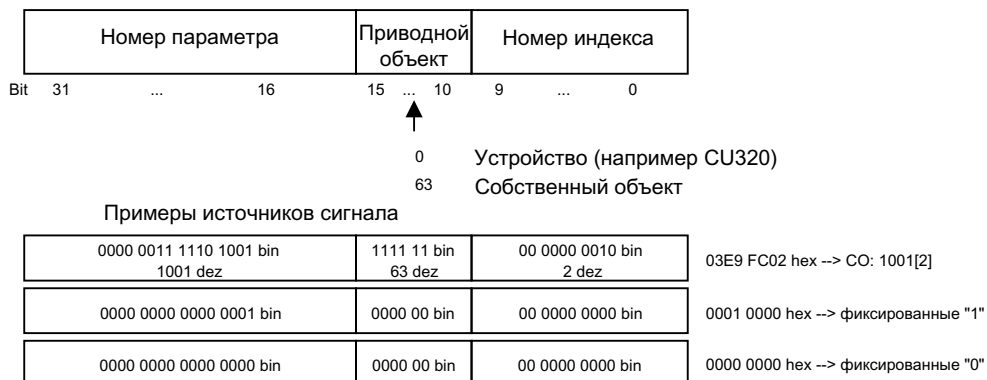 Номер параметра Приводной объект Номер индекса
Bit 31 ... 16 15 ... 10 9 ... 0
0 Устройство (например CU320)
63 Собственный объект
Примеры источников сигнала
0000 0011 1110 1001 bin 1111 11 bin 00 0000 0010 bin
1001 dez 63 dez 2 dez
03E9 FC02 hex --> CO: 1001[2]
0000 0000 0000 0001 bin 0000 00 bin 00 0000 0000 bin 0001 0000 hex --> фиксированные "1"
0000 0000 0000 0000 bin 0000 00 bin 00 0000 0000 bin 0000 0000 hex --> фиксированные "0"